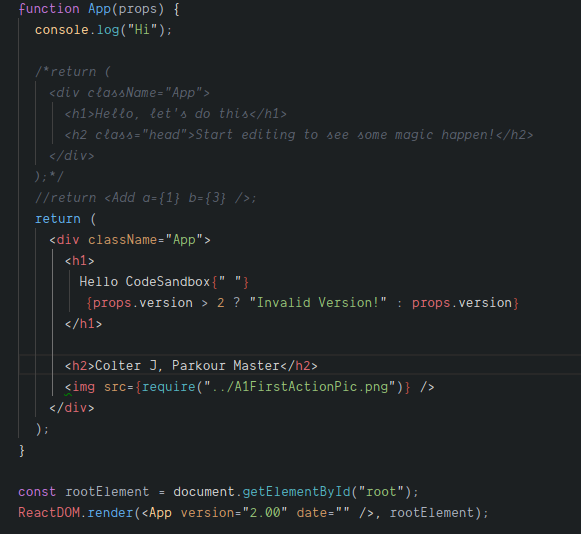 function App(props) {
console.log("Hi");
/*return (
<div className="App">
<h1>Hello, let's do this</h1>
<h2 class="head">Start editing to see some magic happen!</h2>
</div>
);*/
//return <Add a={1} b={3} />;
return (
<div className="App">
<h1>
Hello CodeSandbox{" "}
{props.version > 2 ? "Invalid Version!" : props.version}
</h1>
<h2>Colter J, Parkour Master</h2>
<img src={require("../A1FirstActionPic.png")} />
</div>
);
}
const rootElement = document.getElementById("root");
ReactDOM.render(<App version="2.00" date="" />, rootElement);